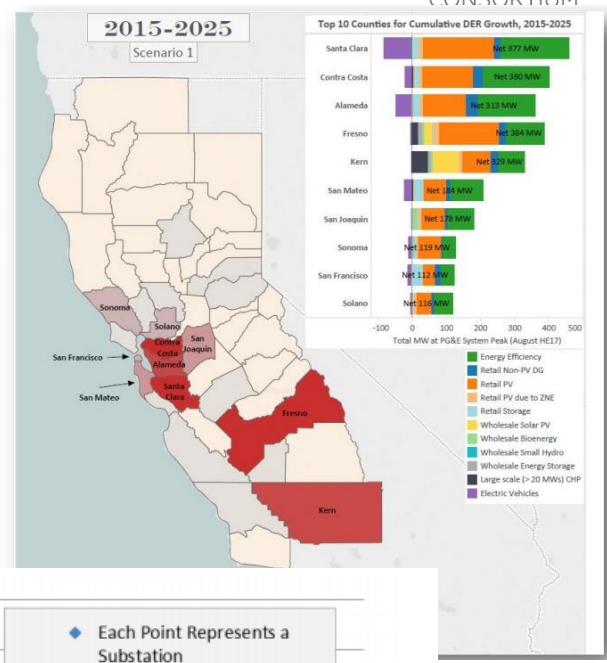 CONSORTIUM
2015-2025
Scenario 1
Top 10 Counties for Cumulative DER Growth, 2015-2025
Santa Clara
Net 377 MW
Contra Costa
Net 380 MW
Alameda
Net 313 MW
Fresno
Net 384 MW
Kern
Net 329 MW
San Mateo
Net 184 MW
San Joaquin
Net 178 MW
Sonoma
Net 119 MW
San Francisco
Net 112 MW
Solano
Net 116 MW
-100 0 100 200 300 400 500
Total MW at PG&E System Peak (August HE17)
Energy Efficiency
Retail Non-PV DG
Retail PV
Retail PV due to ZNE
Retail Storage
Wholesale Solar PV
Wholesale Bioenergy
Wholesale Small Hydro
Wholesale Energy Storage
Large scale (> 20 MWs) CHP
Electric Vehicles
Sonoma
Solano
Contra
Costa
Alameda
San
Joaquin
San Francisco
Santa
Clara
San Mateo
Fresno
Kern
Each Point Represents a
Substation